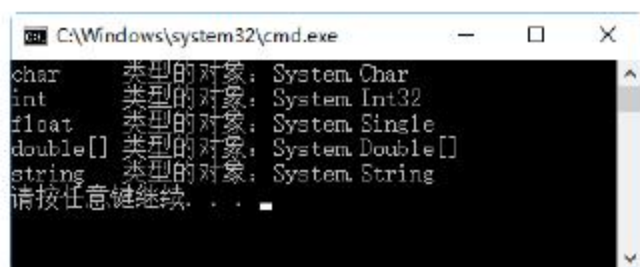 C:\Windows\system32\cmd.exe
char 类型的对象：System.Char
int 类型的对象：System.Int32
float 类型的对象：System.Single
double[] 类型的对象：System.Double[]
string 类型的对象：System.String
请按任意键继续. . .